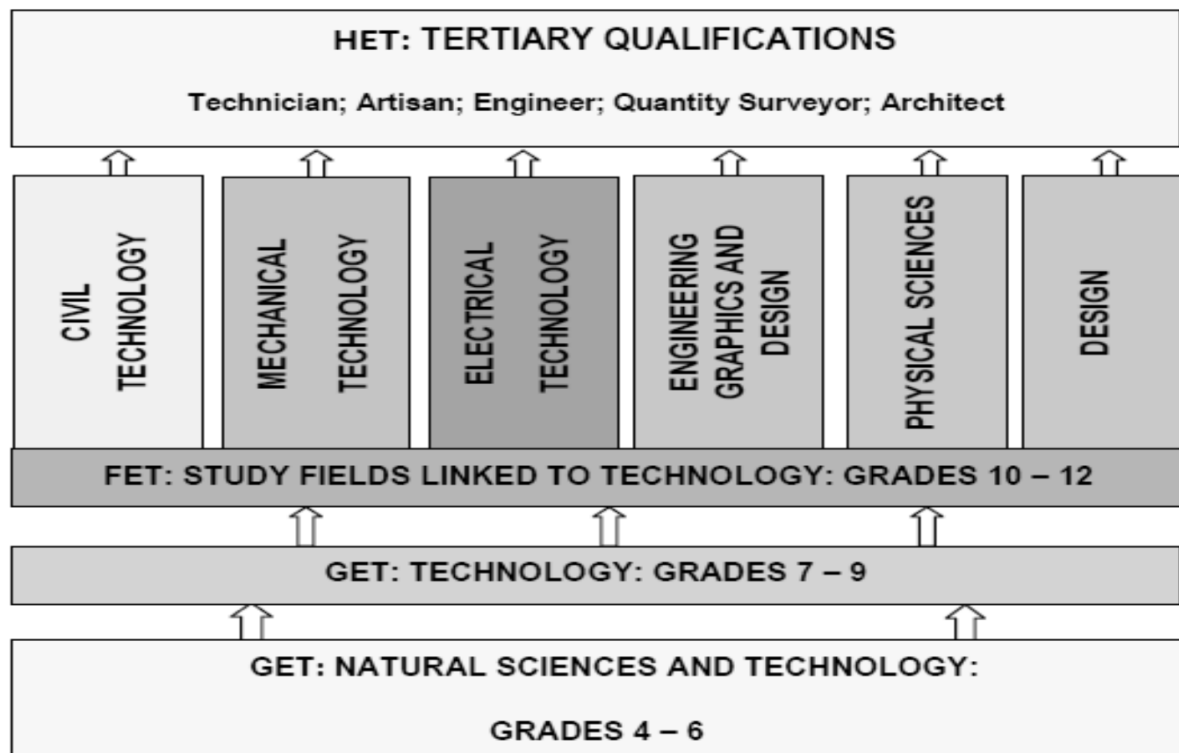 HET: TERTIARY QUALIFICATIONS
Technician; Artisan; Engineer; Quantity Surveyor; Architect
CIVIL
TECHNOLOGY
MECHANICAL
TECHNOLOGY
ELECTRICAL
TECHNOLOGY
ENGINEERING
GRAPHICS AND
DESIGN
PHYSICAL SCIENCES
DESIGN
FET: STUDY FIELDS LINKED TO TECHNOLOGY: GRADES 10 – 12
GET: TECHNOLOGY: GRADES 7 – 9
GET: NATURAL SCIENCES AND TECHNOLOGY:
GRADES 4 – 6